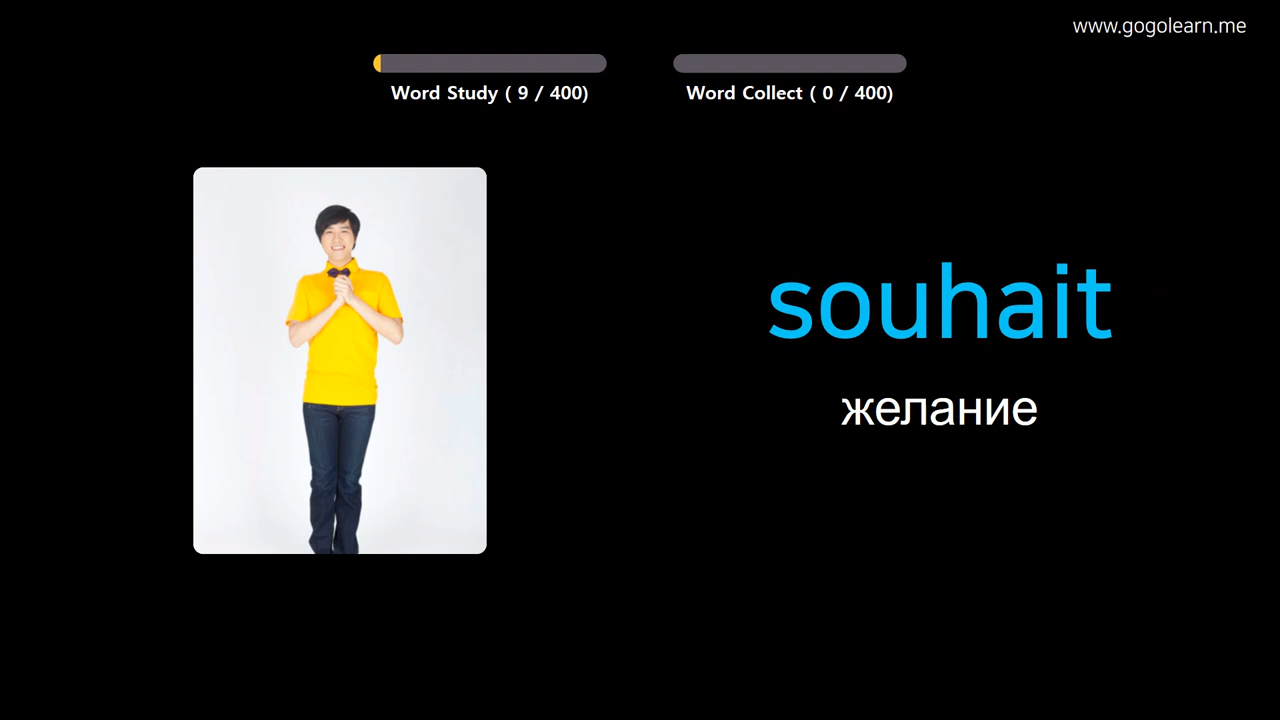 www.gogolearn.me
Word Study ( 9 / 400)
Word Collect ( 0 / 400)
souhait
желание